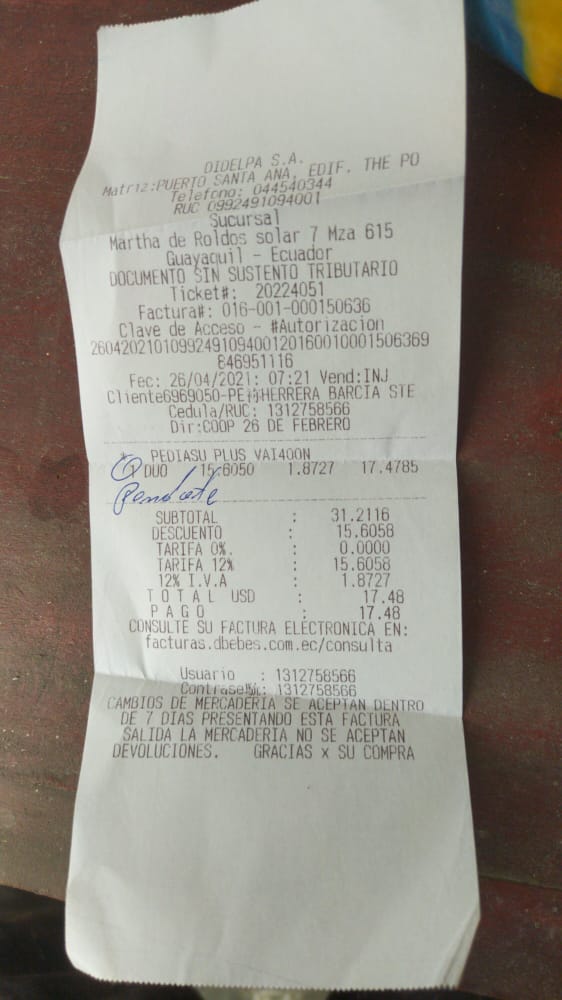 DIDELPA S.A.
Matriz:PUERTO SANTA ANA, EDIF. THE PO
Telefono: 044540344
RUC 0992491094001
Sucursal
Martha de Roldos solar 7 Mza 615
Guayaquil - Ecuador
DOCUMENTO SIN SUSTENTO TRIBUTARIO
Ticket#: 20224051
Factura#: 016-001-000150636
Clave de Acceso - #Autorizacion
2604202101099249109400120160010001506369
846951116
Fec: 26/04/2021: 07:21 Vend:INJ
Cliente6969050-PE HERRERA BARCIA STE
Cedula/RUC: 1312758566
Dir:COOP 26 DE FEBRERO
* PEDIASU PLUS VAI400N
1 DUO 15.6050 1.8727 17.4785
SUBTOTAL : 31.2116
DESCUENTO : 15.6058
TARIFA 0%. : 0.0000
TARIFA 12% : 15.6058
12% I.V.A : 1.8727
T O T A L USD : 17.48
P A G O : 17.48
CONSULTE SU FACTURA ELECTRONICA EN:
facturas.dbebes.com.ec/consulta
Usuario : 1312758566
: 1312758566
CAMBIOS DE MERCADERIA SE ACEPTAN DENTRO
DE 7 DIAS PRESENTANDO ESTA FACTURA
SALIDA LA MERCADERIA NO SE ACEPTAN
DEVOLUCIONES. GRACIAS x SU COMPRA